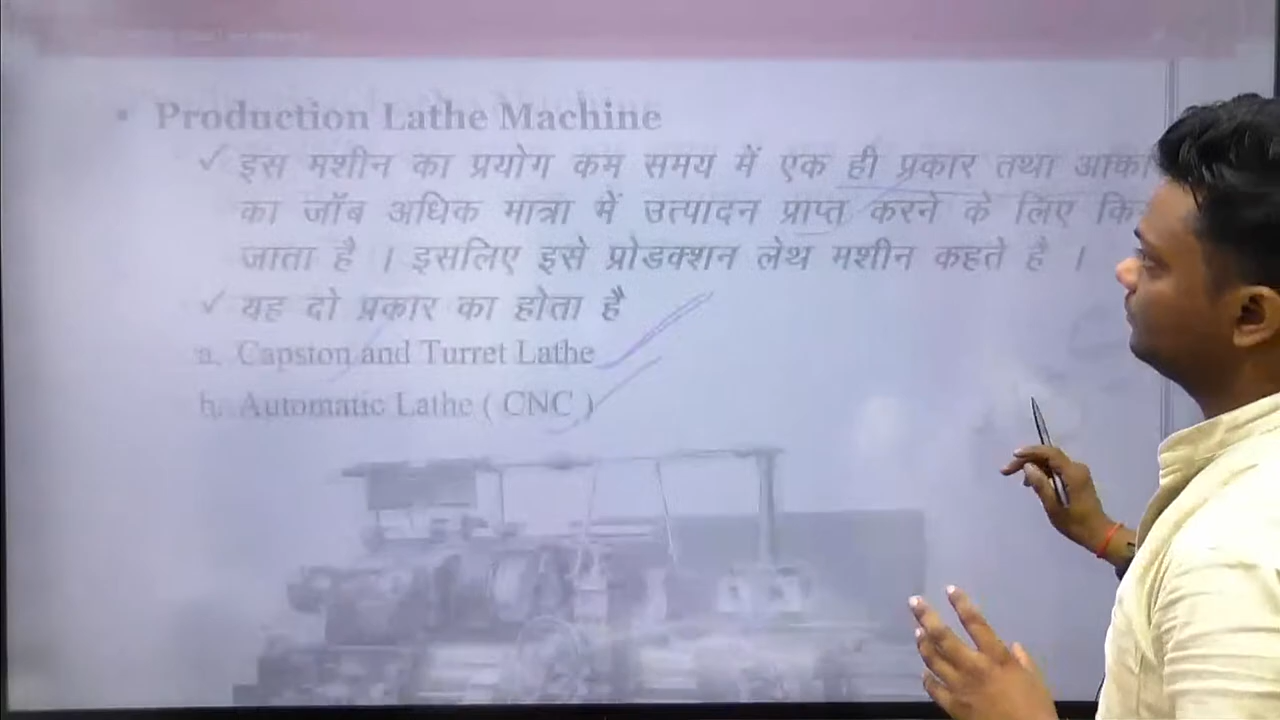 • Production Lathe Machine
✓ इस मशीन का प्रयोग कम समय में एक ही प्रकार तथा
का जॉब अधिक मात्रा में उत्पादन प्राप्त करने के लिए
जाता है । इसलिए इसे प्रोडक्शन लेथ मशीन कहते है ।
✓ यह दो प्रकार का होता है
a. Capston and Turret Lathe
b. Automatic Lathe ( CNC )